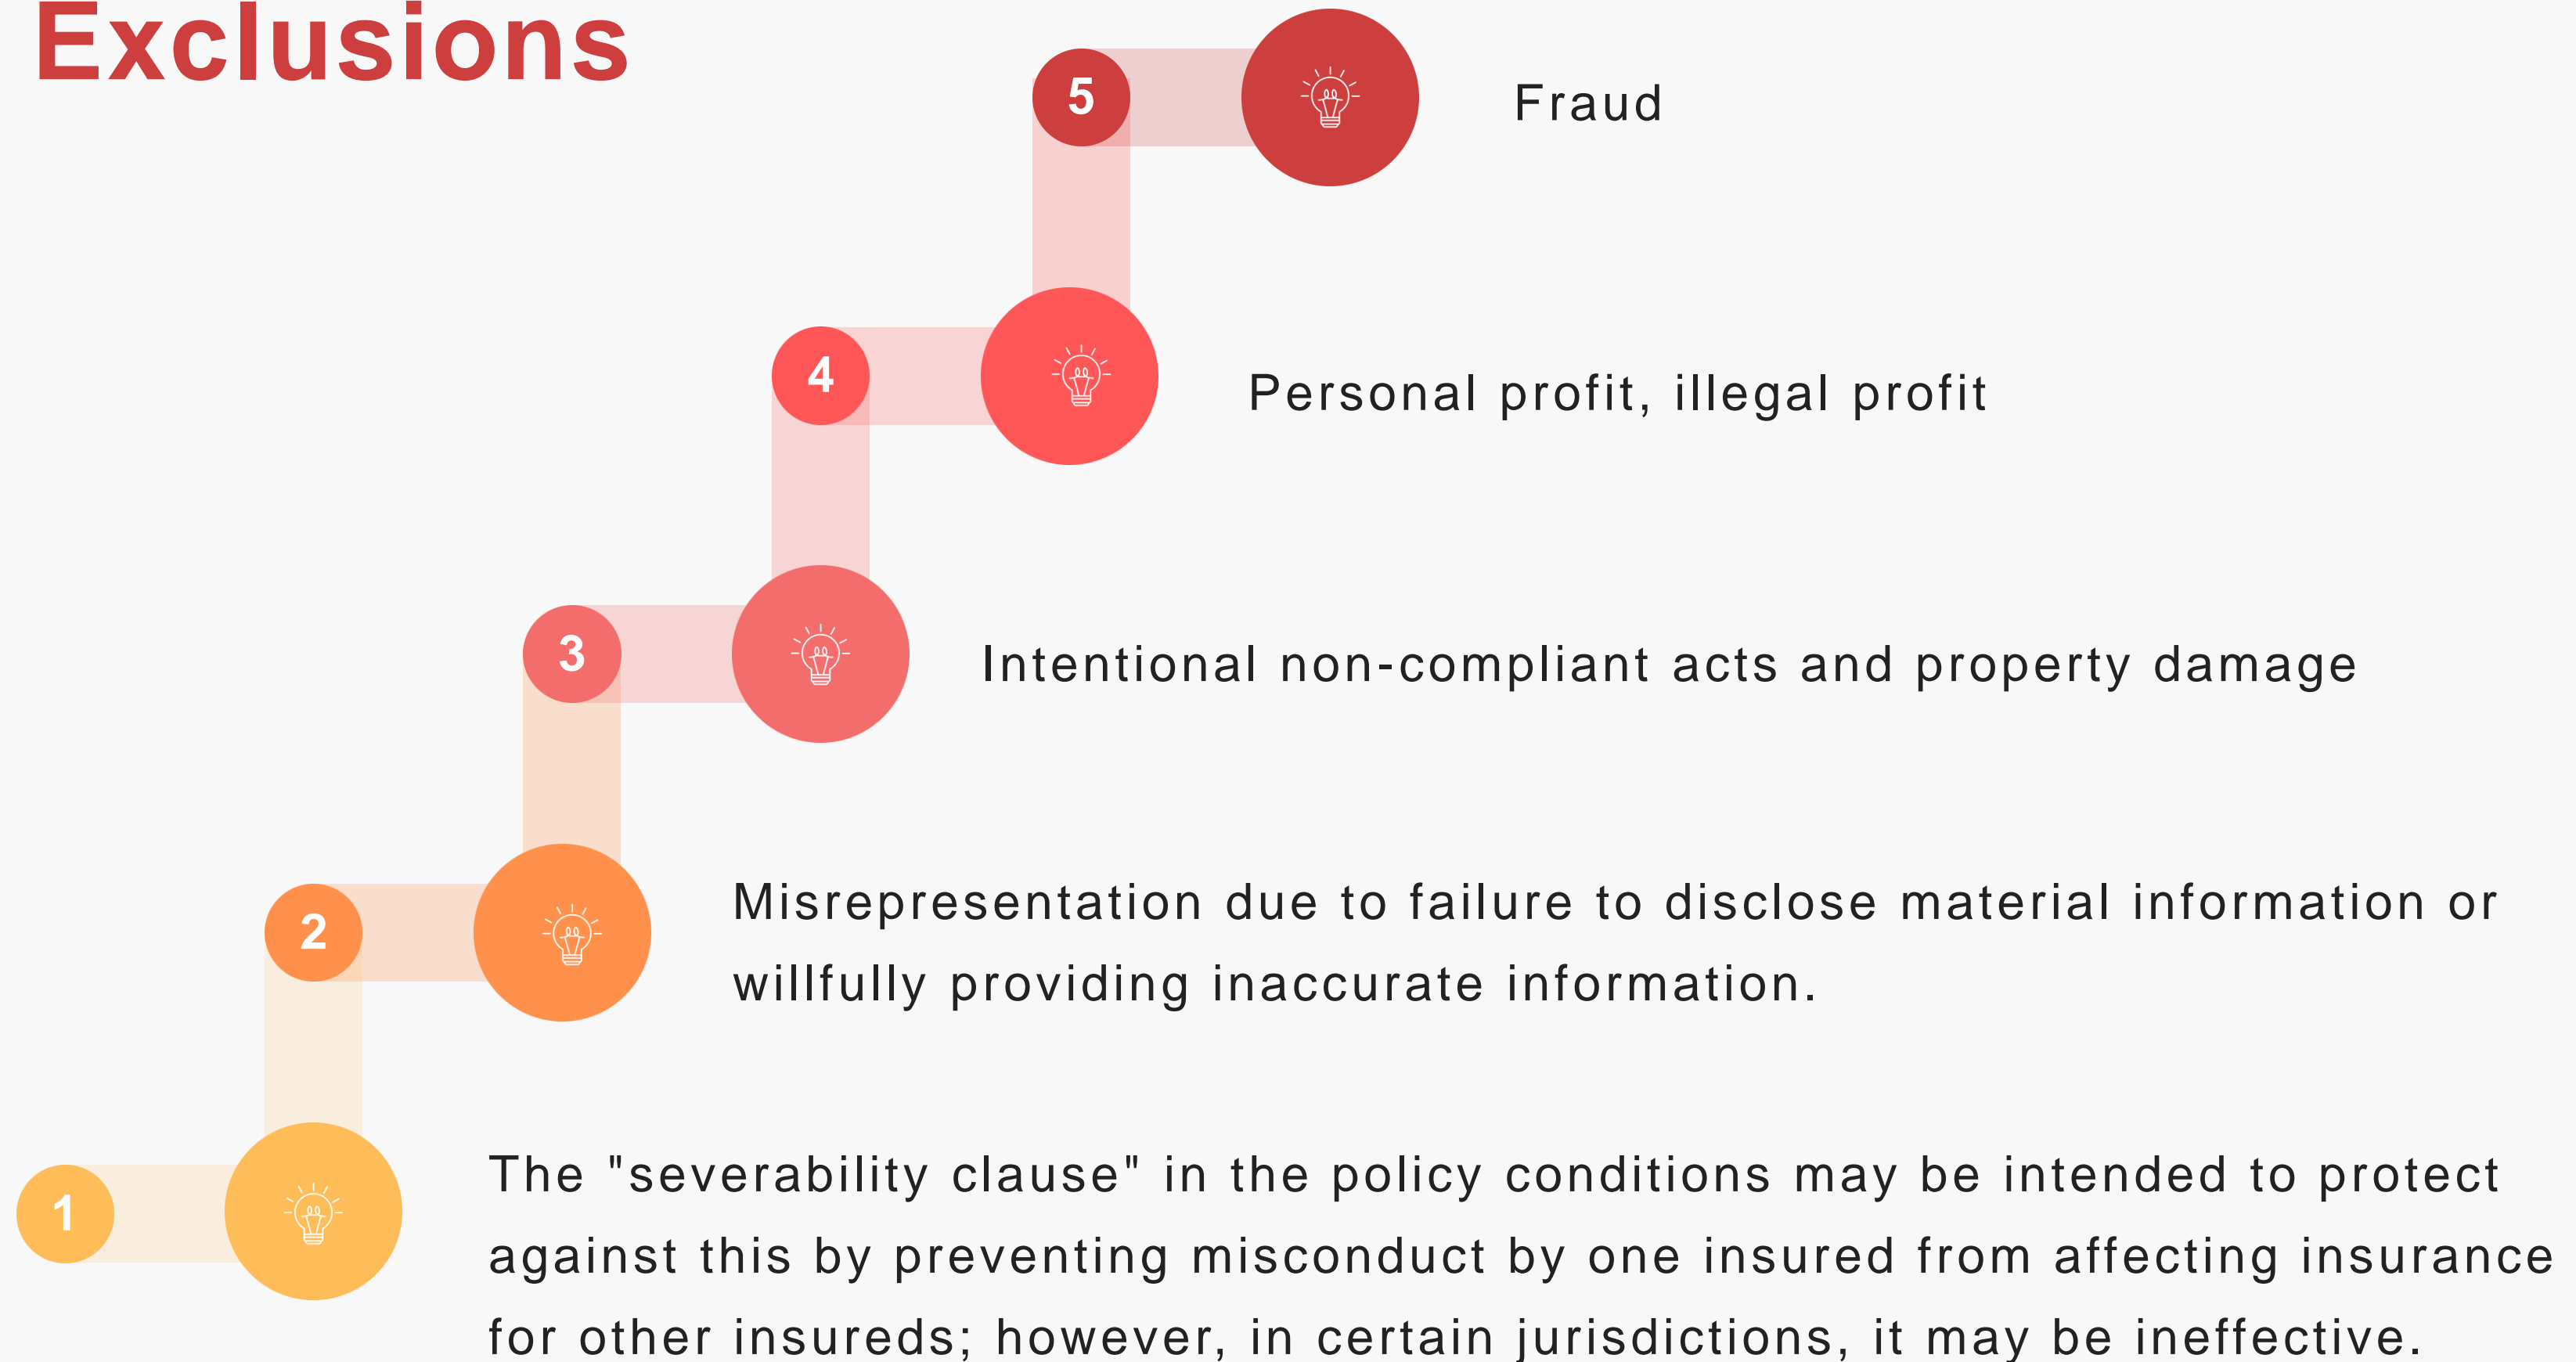 Exclusions
5
Fraud
4
Personal profit, illegal profit
3
Intentional non-compliant acts and property damage
2
Misrepresentation due to failure to disclose material information or
willfully providing inaccurate information.
1
The "severability clause" in the policy conditions may be intended to protect
against this by preventing misconduct by one insured from affecting insurance
for other insureds; however, in certain jurisdictions, it may be ineffective.